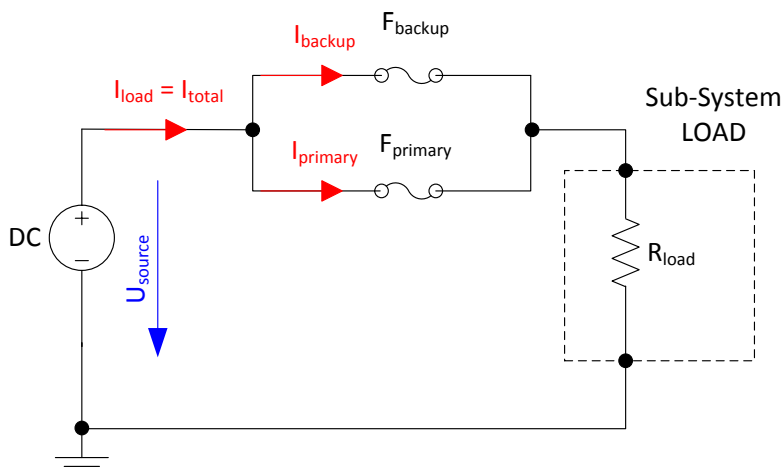 F_backup
I_backup
I_load = I_total
Sub-System
LOAD
F_primary
I_primary
+
DC
−
U_source
R_load